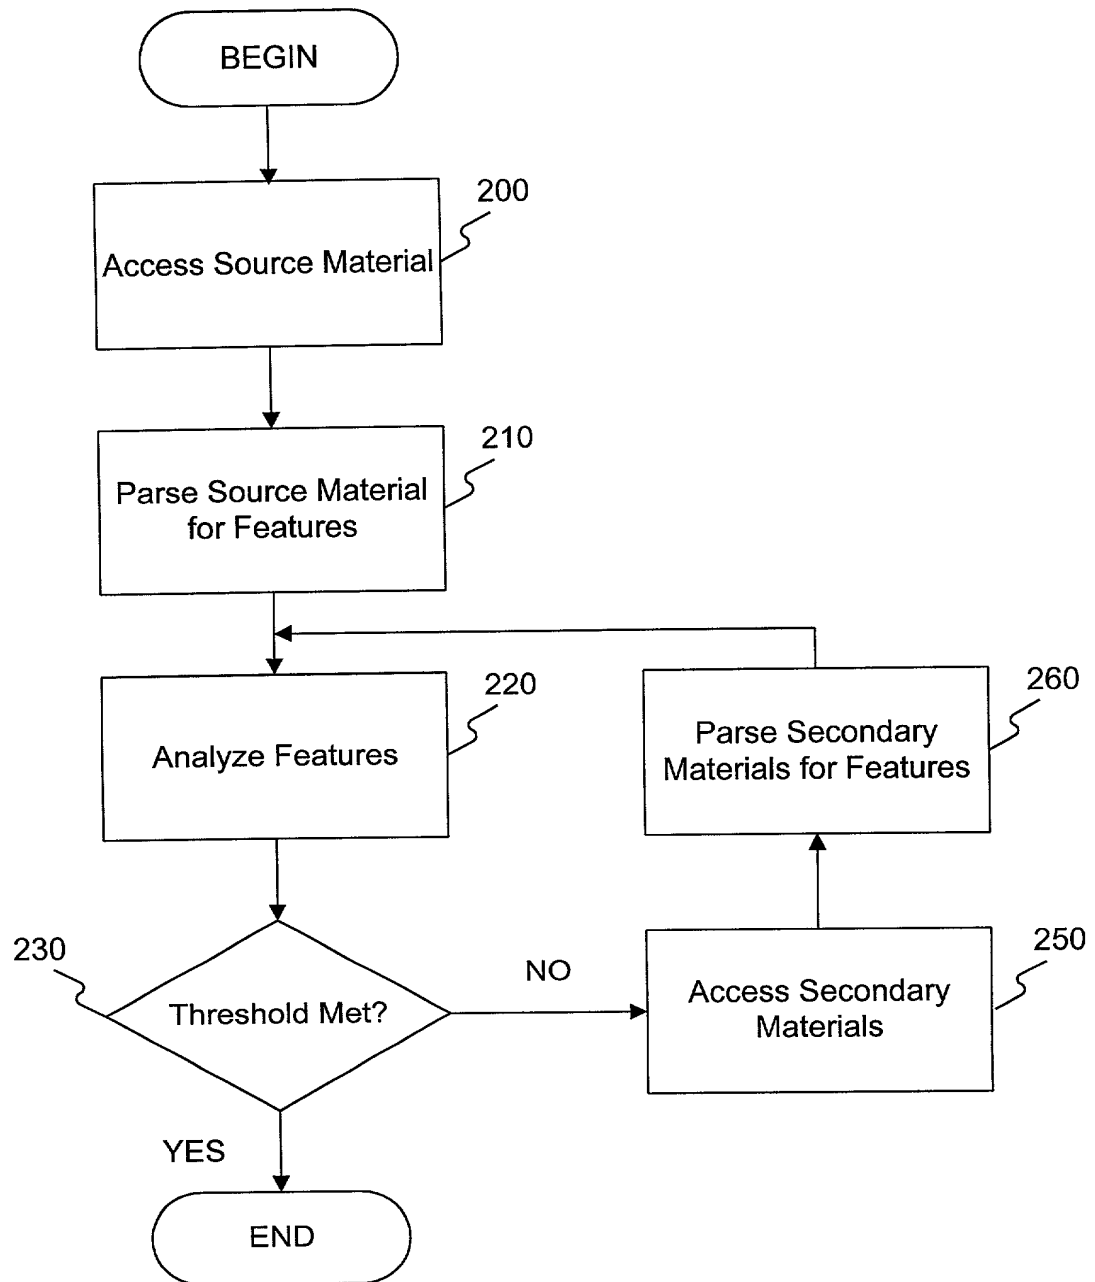 BEGIN
200
Access Source Material
210
Parse Source Material
for Features
220
Analyze Features
260
Parse Secondary
Materials for Features
230
Threshold Met?
NO
250
Access Secondary
Materials
YES
END